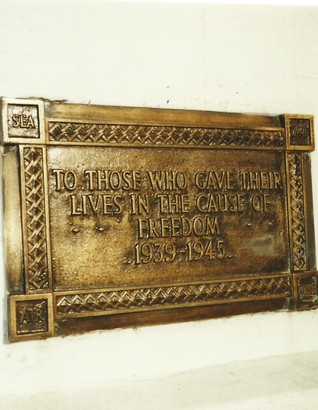 SEA
TO THOSE WHO GAVE THEIR
LIVES IN THE CAUSE OF
FREEDOM
1939-1945
AIR